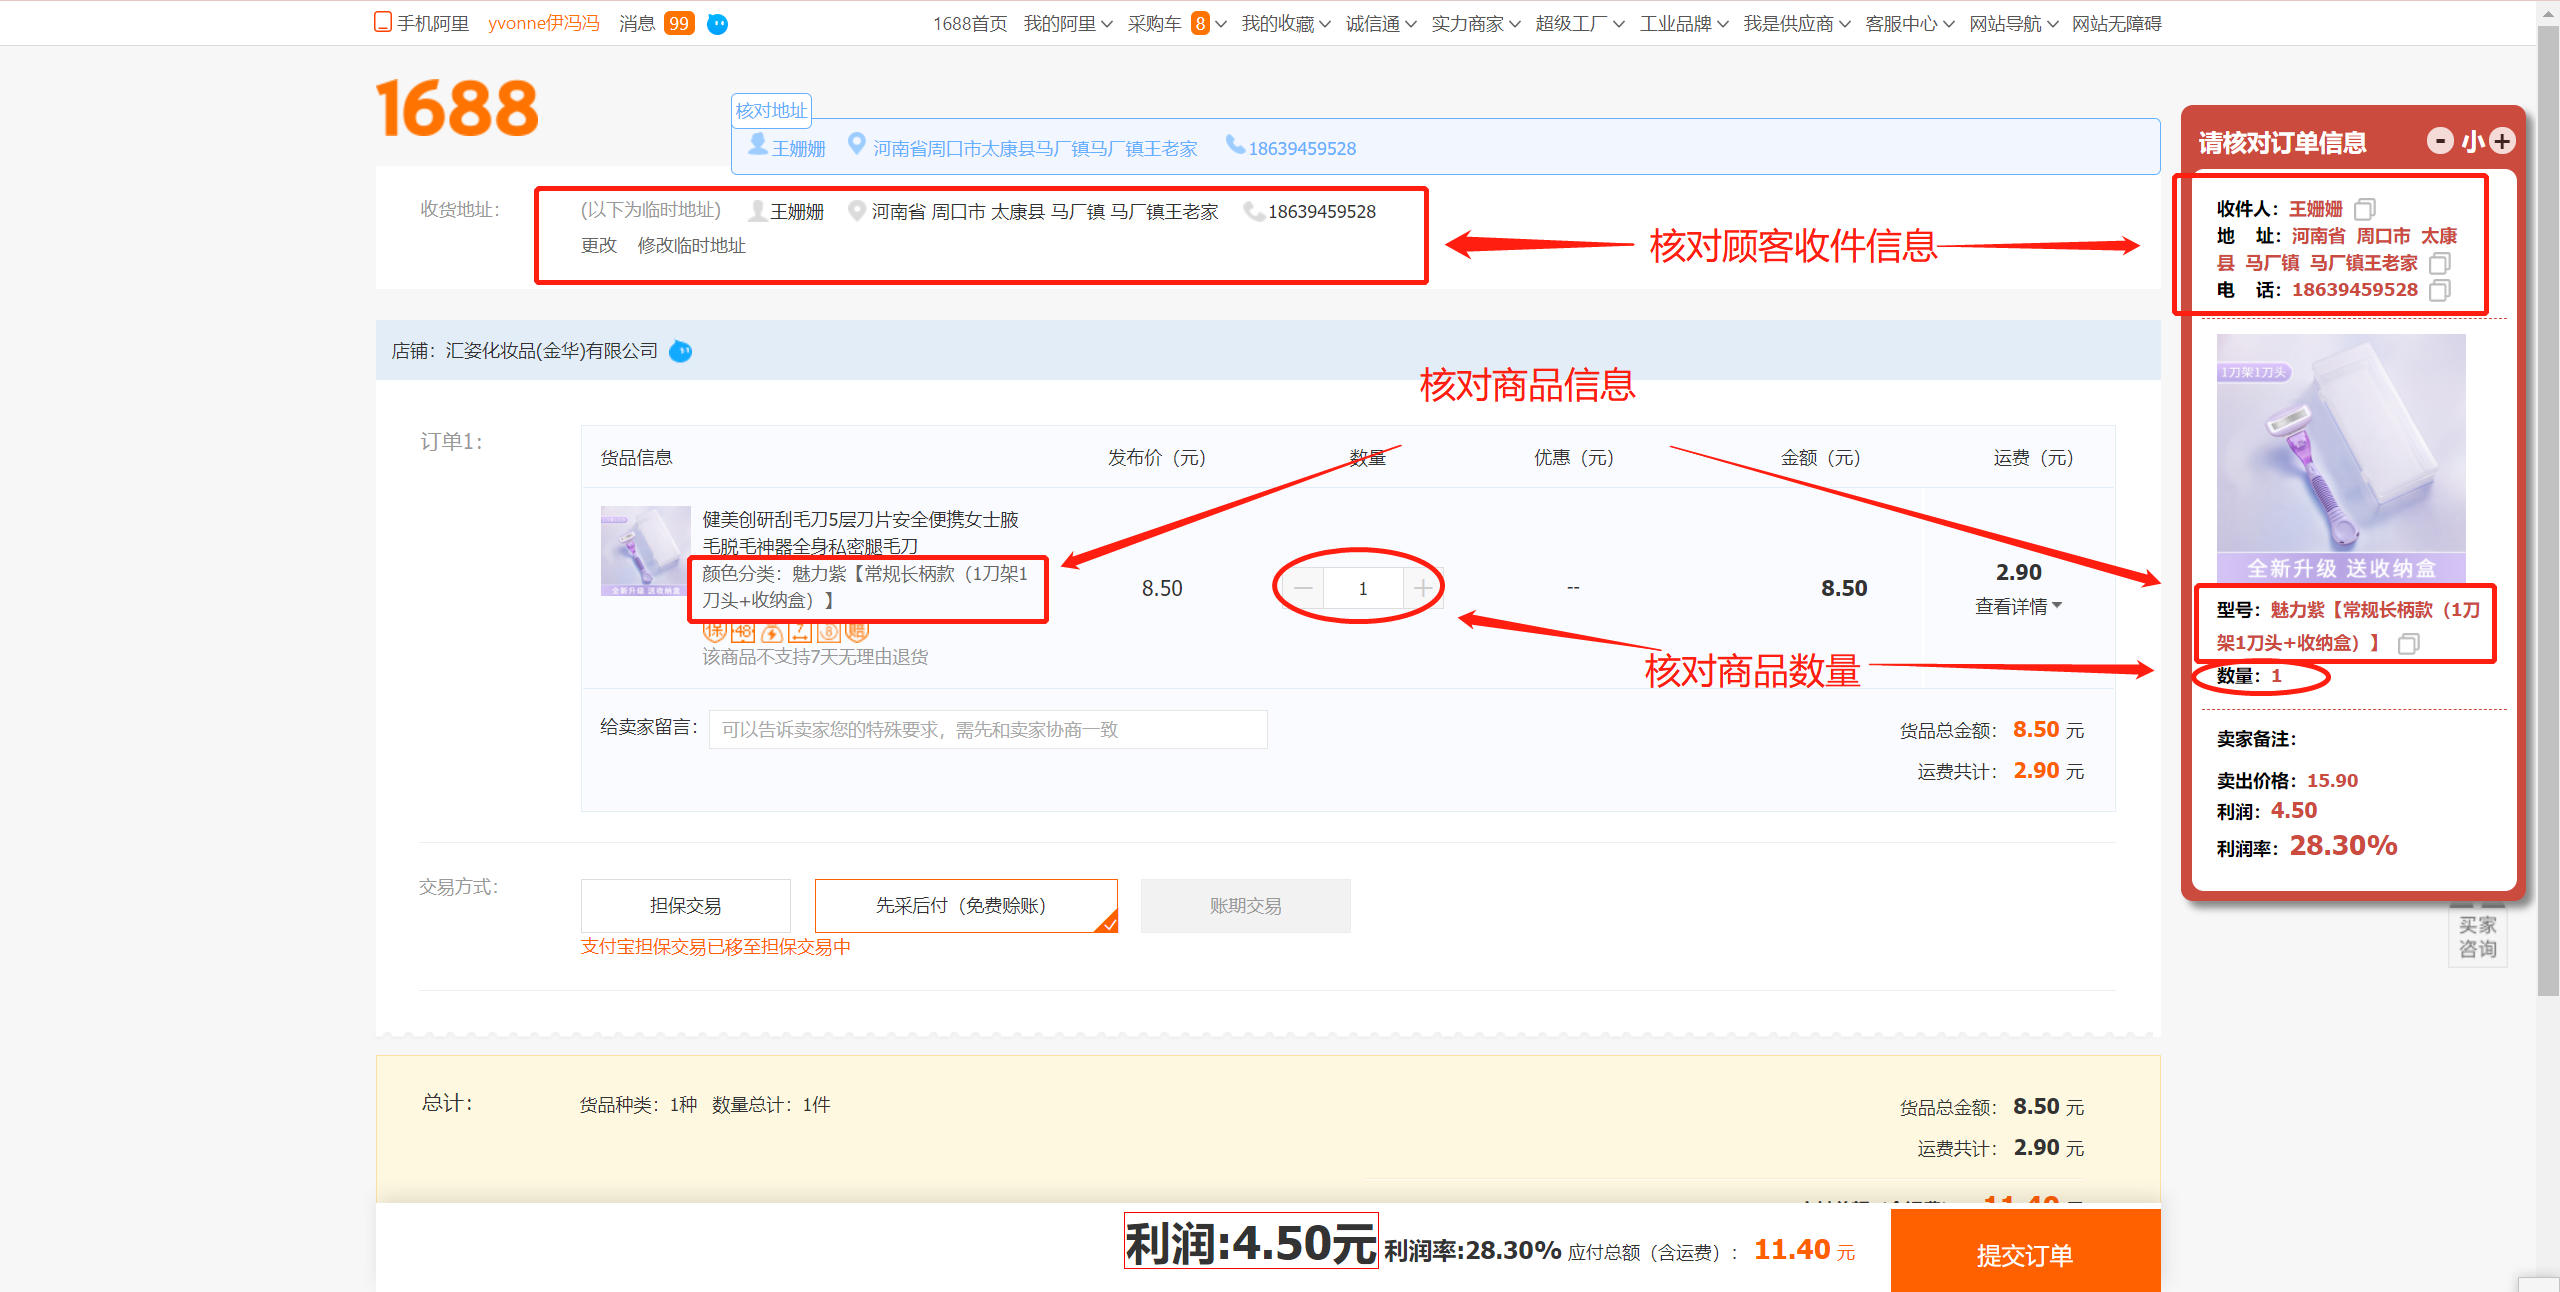 手机阿里 yvonne伊冯冯 消息 99 1688首页 我的阿里 采购车 8 我的收藏 诚信通 实力商家 超级工厂 工业品牌 我是供应商 客服中心 网站导航 网站无障碍
1688
核对地址
王姗姗 河南省周口市太康县马厂镇马厂镇王老家 18639459528
收货地址：
(以下为临时地址) 王姗姗 河南省 周口市 太康县 马厂镇 马厂镇王老家 18639459528
更改 修改临时地址
核对顾客收件信息
店铺：汇姿化妆品(金华)有限公司
核对商品信息
订单1：
货品信息 发布价（元） 数量 优惠（元） 金额（元） 运费（元）
健美创研刮毛刀5层刀片安全便携女士腋
毛脱毛神器全身私密腿毛刀
颜色分类：魅力紫【常规长柄款（1刀架1
刀头+收纳盒）】
8.50 1 -- 8.50 2.90
查看详情
保 48 7 赔
该商品不支持7天无理由退货
核对商品数量
给卖家留言： 可以告诉卖家您的特殊要求，需先和卖家协商一致
货品总金额： 8.50 元
运费共计： 2.90 元
交易方式：
担保交易 先采后付（免费赊账） 账期交易
支付宝担保交易已移至担保交易中
总计：
货品种类：1种 数量总计：1件
货品总金额： 8.50 元
运费共计： 2.90 元
11.40 元
利润:4.50元 利润率:28.30% 应付总额（含运费）： 11.40 元
提交订单
请核对订单信息 - 小 +
收件人：王姗姗
地 址：河南省 周口市 太康
县 马厂镇 马厂镇王老家
电 话：18639459528
1刀架1刀头
全新升级 送收纳盒
型号：魅力紫【常规长柄款（1刀
架1刀头+收纳盒）】
数量：1
卖家备注：
卖出价格：15.90
利润：4.50
利润率：28.30%
买家
咨询